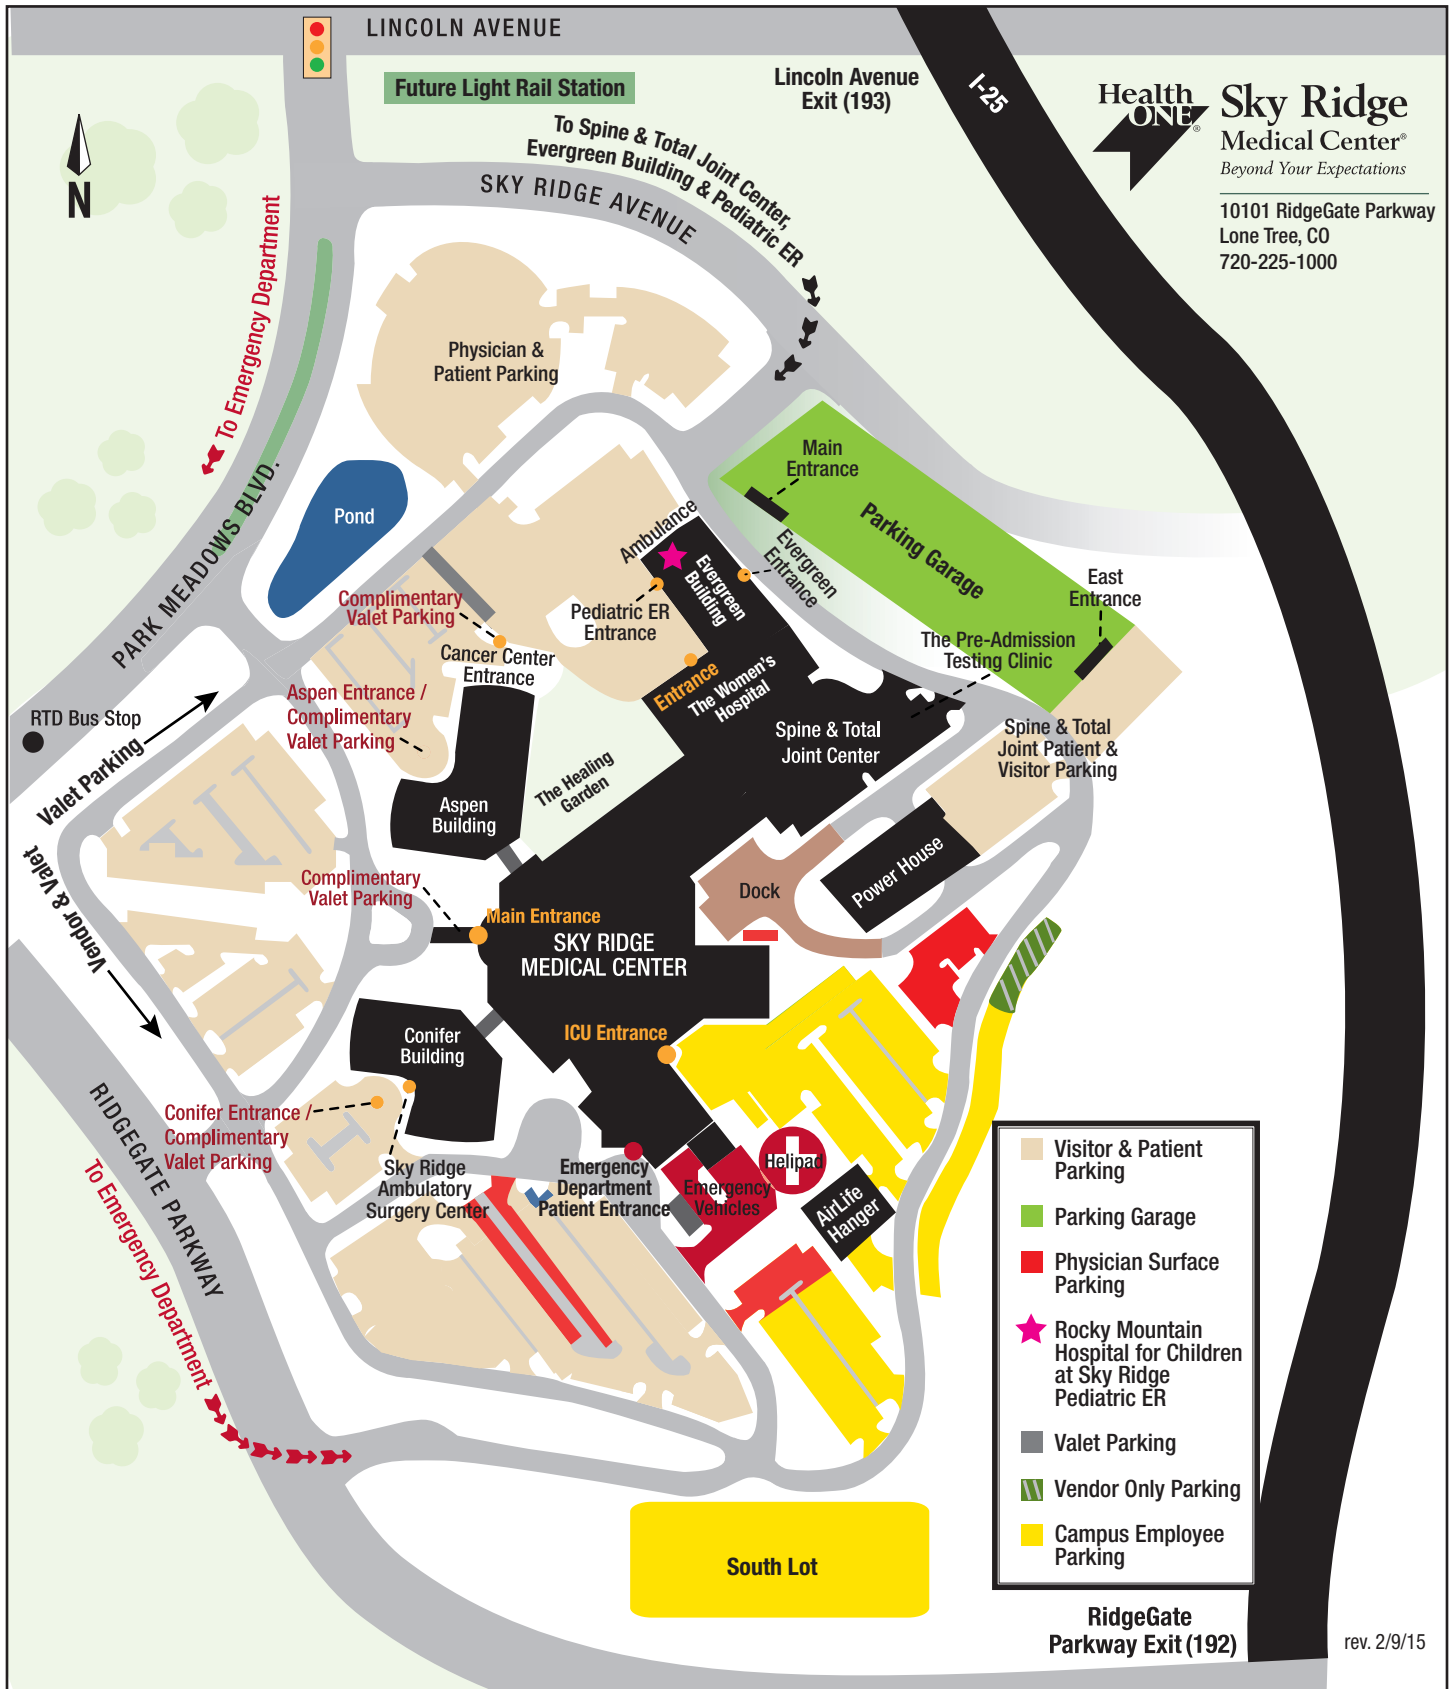 LINCOLN AVENUE
Future Light Rail Station
Lincoln Avenue
Exit (193)
I-25
Health
ONE®
Sky Ridge
Medical Center®
Beyond Your Expectations
10101 RidgeGate Parkway
Lone Tree, CO
720-225-1000
N
To Spine & Total Joint Center,
Evergreen Building & Pediatric ER
SKY RIDGE AVENUE
To Emergency Department
Physician &
Patient Parking
PARK MEADOWS BLVD.
Pond
Main
Entrance
Parking Garage
Ambulance
Evergreen
Building
Evergreen
Entrance
East
Entrance
Complimentary
Valet Parking
Pediatric ER
Entrance
Cancer Center
Entrance
The Pre-Admission
Testing Clinic
Entrance
The Women's
Hospital
Aspen Entrance /
Complimentary
Valet Parking
RTD Bus Stop
Valet Parking
Spine & Total
Joint Center
Spine & Total
Joint Patient &
Visitor Parking
The Healing
Garden
Aspen
Building
Vendor & Valet
Power House
Dock
Complimentary
Valet Parking
Main Entrance
SKY RIDGE
MEDICAL CENTER
ICU Entrance
Conifer
Building
RIDGEGATE PARKWAY
Conifer Entrance /
Complimentary
Valet Parking
To Emergency Department
Sky Ridge
Ambulatory
Surgery Center
Emergency
Department
Patient Entrance
Emergency
Vehicles
Helipad
AirLife
Hanger
Visitor & Patient
Parking
Parking Garage
Physician Surface
Parking
Rocky Mountain
Hospital for Children
at Sky Ridge
Pediatric ER
Valet Parking
Vendor Only Parking
Campus Employee
Parking
South Lot
RidgeGate
Parkway Exit (192)
rev. 2/9/15